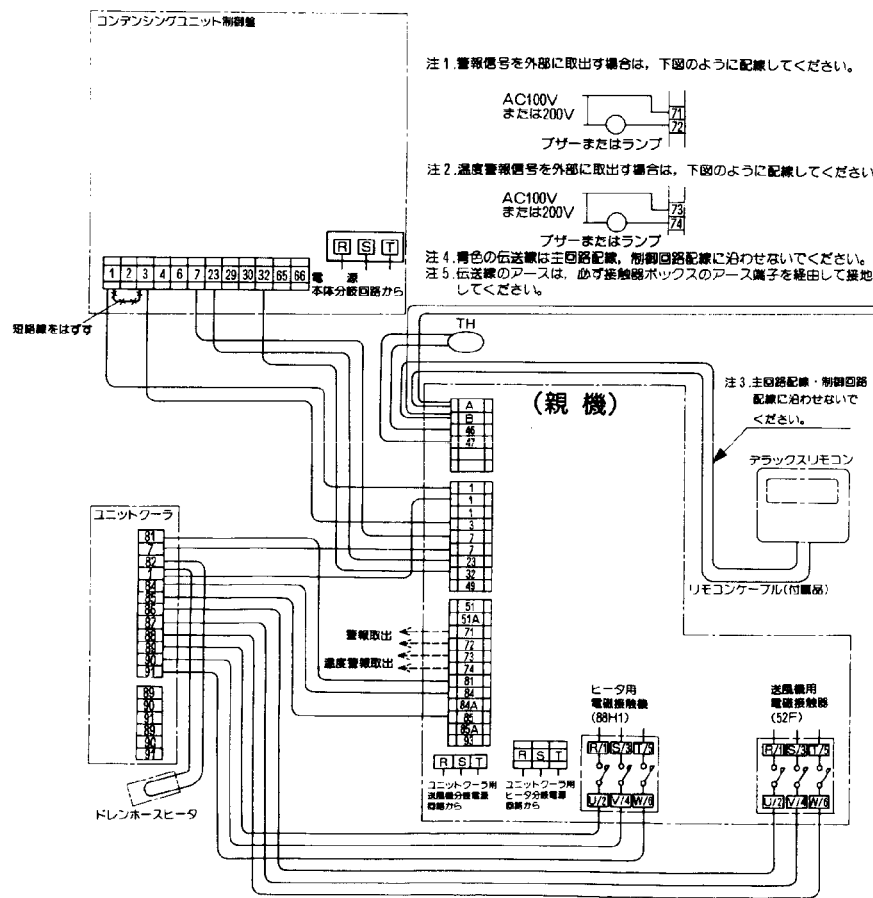 コンデンシングユニット制御盤
注1.警報信号を外部に取出す場合は，下図のように配線してください。
AC100V
または200V
71
72
ブザーまたはランプ
注2.温度警報信号を外部に取出す場合は，下図のように配線してください
AC100V
または200V
73
74
ブザーまたはランプ
注4.青色の伝送線は主回路配線，制御回路配線に沿わせないでください。
注5.伝送線のアースは，必ず接触器ボックスのアース端子を経由して接地
してください。
R S T
1 2 3 4 6 7 23 29 30 32 65 66
電 源
本体分岐回路から
短絡線をはずす
TH
(親 機)
A
B
46
47
注3.主回路配線・制御回路
配線に沿わせないで
ください。
デラックスリモコン
リモコンケーブル(付属品)
1
1
1
3
7
7
23
32
49
ユニットクーラ
81
7
82
1
84
85
86
87
88
89
90
91
89
90
91
89
90
91
ドレンホースヒータ
51
51A
71
72
73
74
81
84
84A
85
85A
93
警報取出
温度警報取出
R S T
ユニットクーラ用
送風機分岐電源
回路から
R S T
ユニットクーラ用
ヒータ分岐電源
回路から
ヒータ用
電磁接触機
(88H1)
R/1 S/3 T/5
U/2 V/4 W/6
送風機用
電磁接触器
(52F)
R/1 S/3 T/5
U/2 V/4 W/6